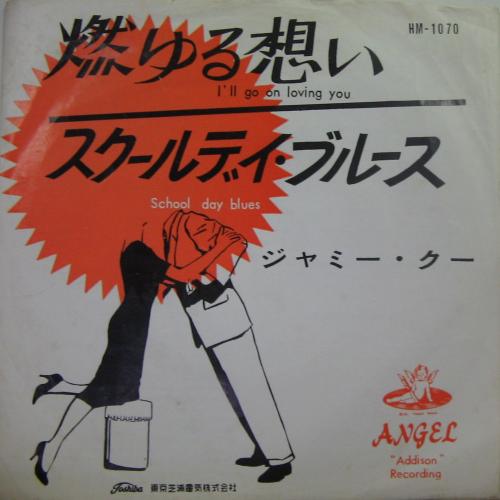 HM-1070
燃ゆる想い
I'll go on loving you
スクールデイ・ブルース
School day blues
ジャミー・クー
ANGEL
"Addison"
Recording
Toshiba 東京芝浦電気株式会社